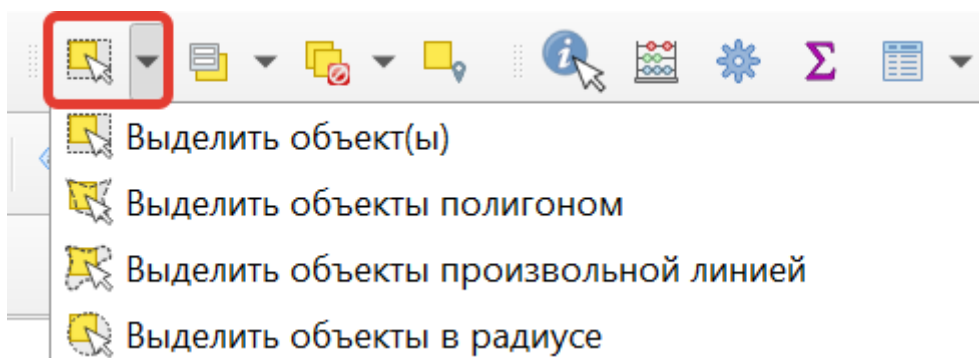 Выделить объект(ы)
Выделить объекты полигоном
Выделить объекты произвольной линией
Выделить объекты в радиусе